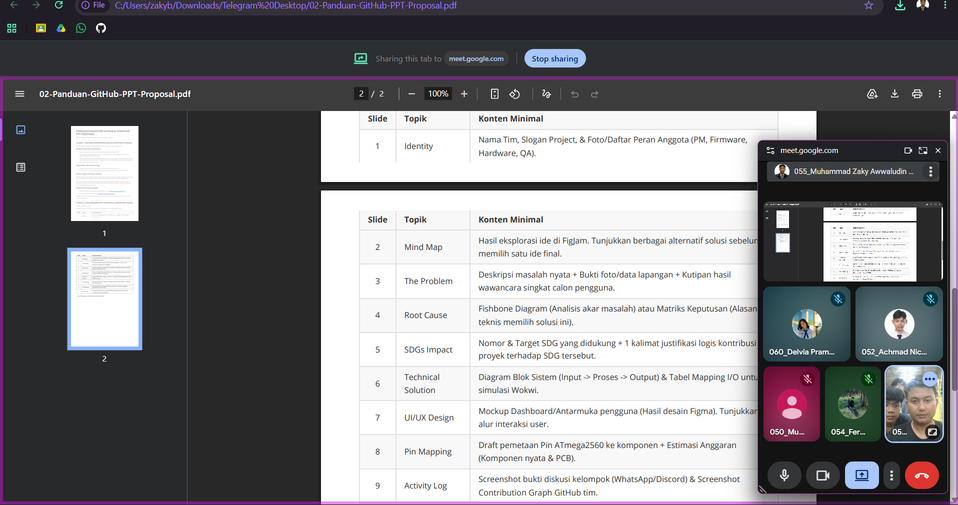 File
C:/Users/zakyb/Downloads/Telegram%20Desktop/02-Panduan-GitHub-PPT-Proposal.pdf
Sharing this tab to meet.google.com
Stop sharing
02-Panduan-GitHub-PPT-Proposal.pdf
2 / 2
100%
1
2
Slide Topik Konten Minimal
1 Identity Nama Tim, Slogan Project, & Foto/Daftar Peran Anggota (PM, Firmware,
Hardware, QA).
Slide Topik Konten Minimal
2 Mind Map Hasil eksplorasi ide di FigJam. Tunjukkan berbagai alternatif solusi sebelum
memilih satu ide final.
3 The Problem Deskripsi masalah nyata + Bukti foto/data lapangan + Kutipan hasil
wawancara singkat calon pengguna.
4 Root Cause Fishbone Diagram (Analisis akar masalah) atau Matriks Keputusan (Alasan
teknis memilih solusi ini).
5 SDGs Impact Nomor & Target SDG yang didukung + 1 kalimat justifikasi logis kontribusi
proyek terhadap SDG tersebut.
6 Technical Solution Diagram Blok Sistem (Input -> Proses -> Output) & Tabel Mapping I/O untu
simulasi Wokwi.
7 UI/UX Design Mockup Dashboard/Antarmuka pengguna (Hasil desain Figma). Tunjukkan
alur interaksi user.
8 Pin Mapping Draft pemetaan Pin ATmega2560 ke komponen + Estimasi Anggaran
(Komponen nyata & PCB).
9 Activity Log Screenshot bukti diskusi kelompok (WhatsApp/Discord) & Screenshot
Contribution Graph GitHub tim.
meet.google.com
055_Muhammad Zaky Awwaludin ...
060_Delvia Pram...
052_Achmad Nic...
050_Mu...
054_Fer...
05...